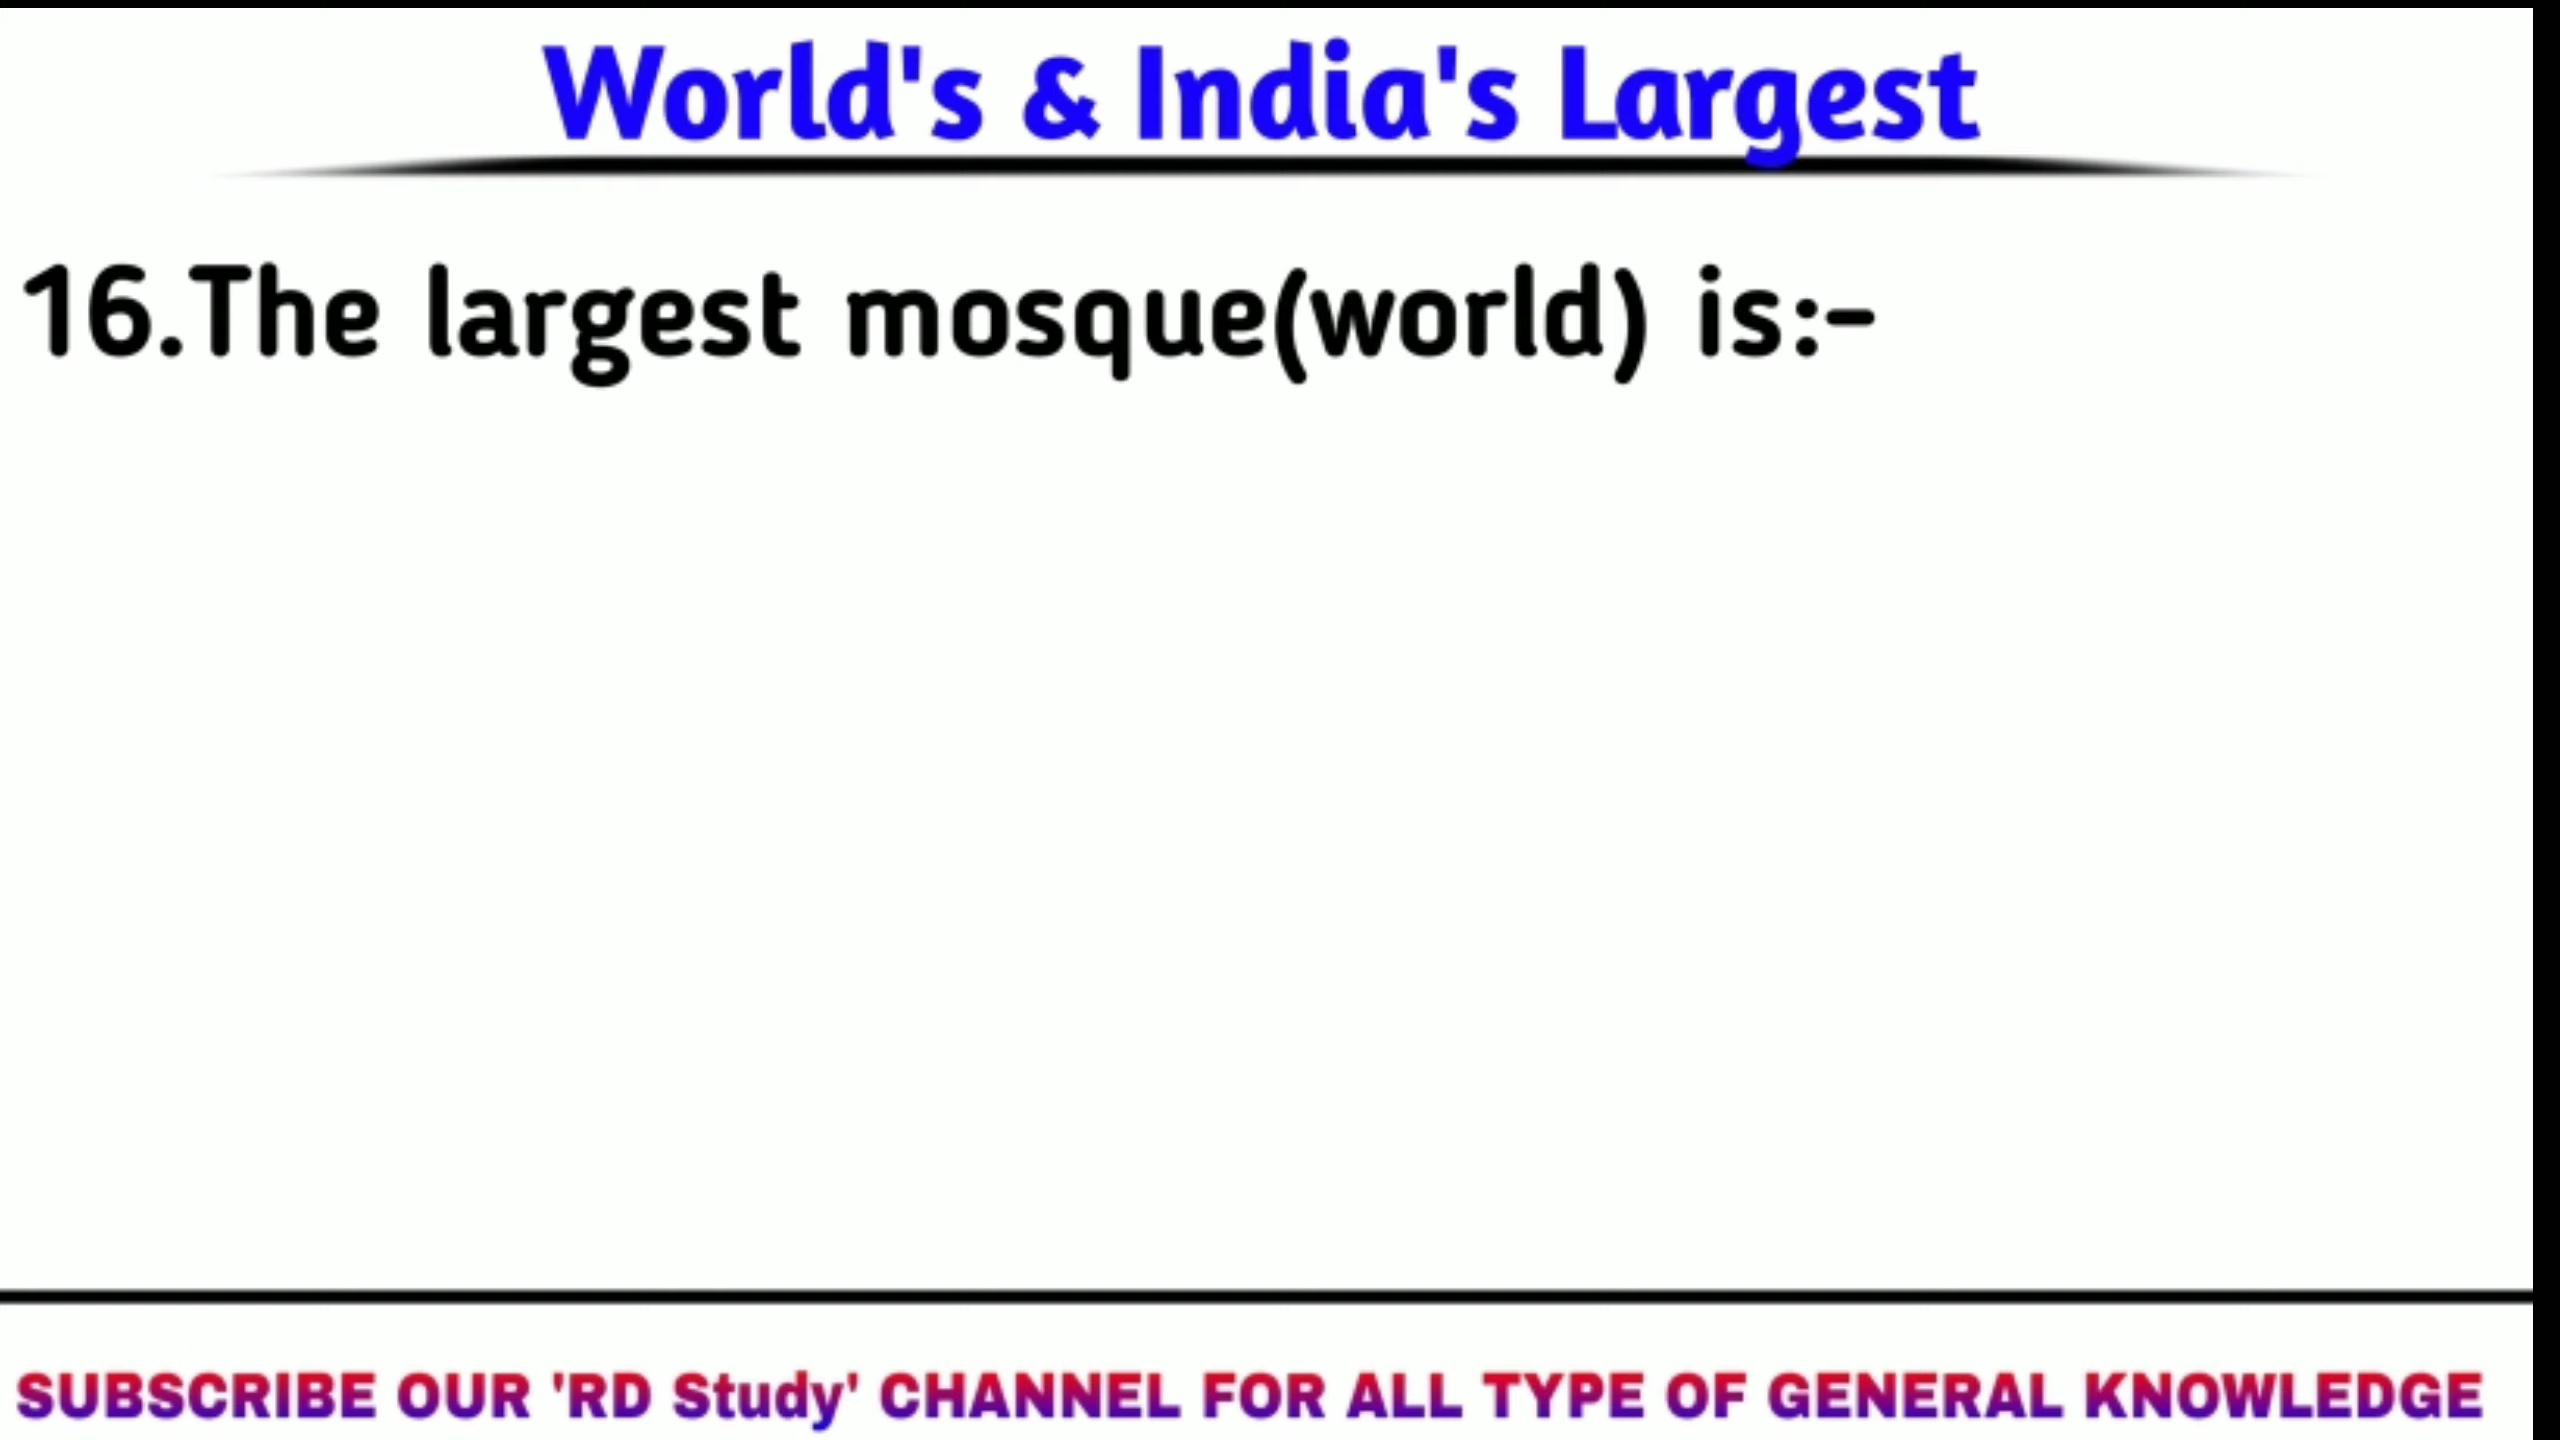 World's & India's Largest
16.The largest mosque(world) is:-
SUBSCRIBE OUR 'RD Study' CHANNEL FOR ALL TYPE OF GENERAL KNOWLEDGE